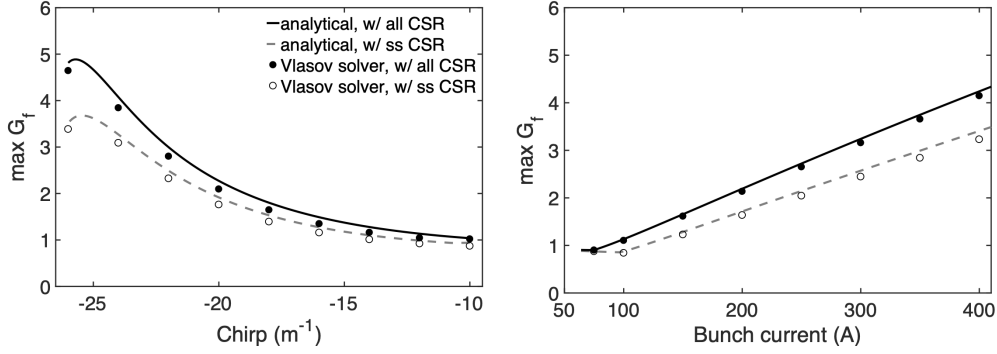 6
5
4
3
2
1
0
max G_f
-25
-20
-15
-10
Chirp (m^-1)
analytical, w/ all CSR
analytical, w/ ss CSR
Vlasov solver, w/ all CSR
Vlasov solver, w/ ss CSR
6
5
4
3
2
1
0
max G_f
50
100
200
300
400
Bunch current (A)